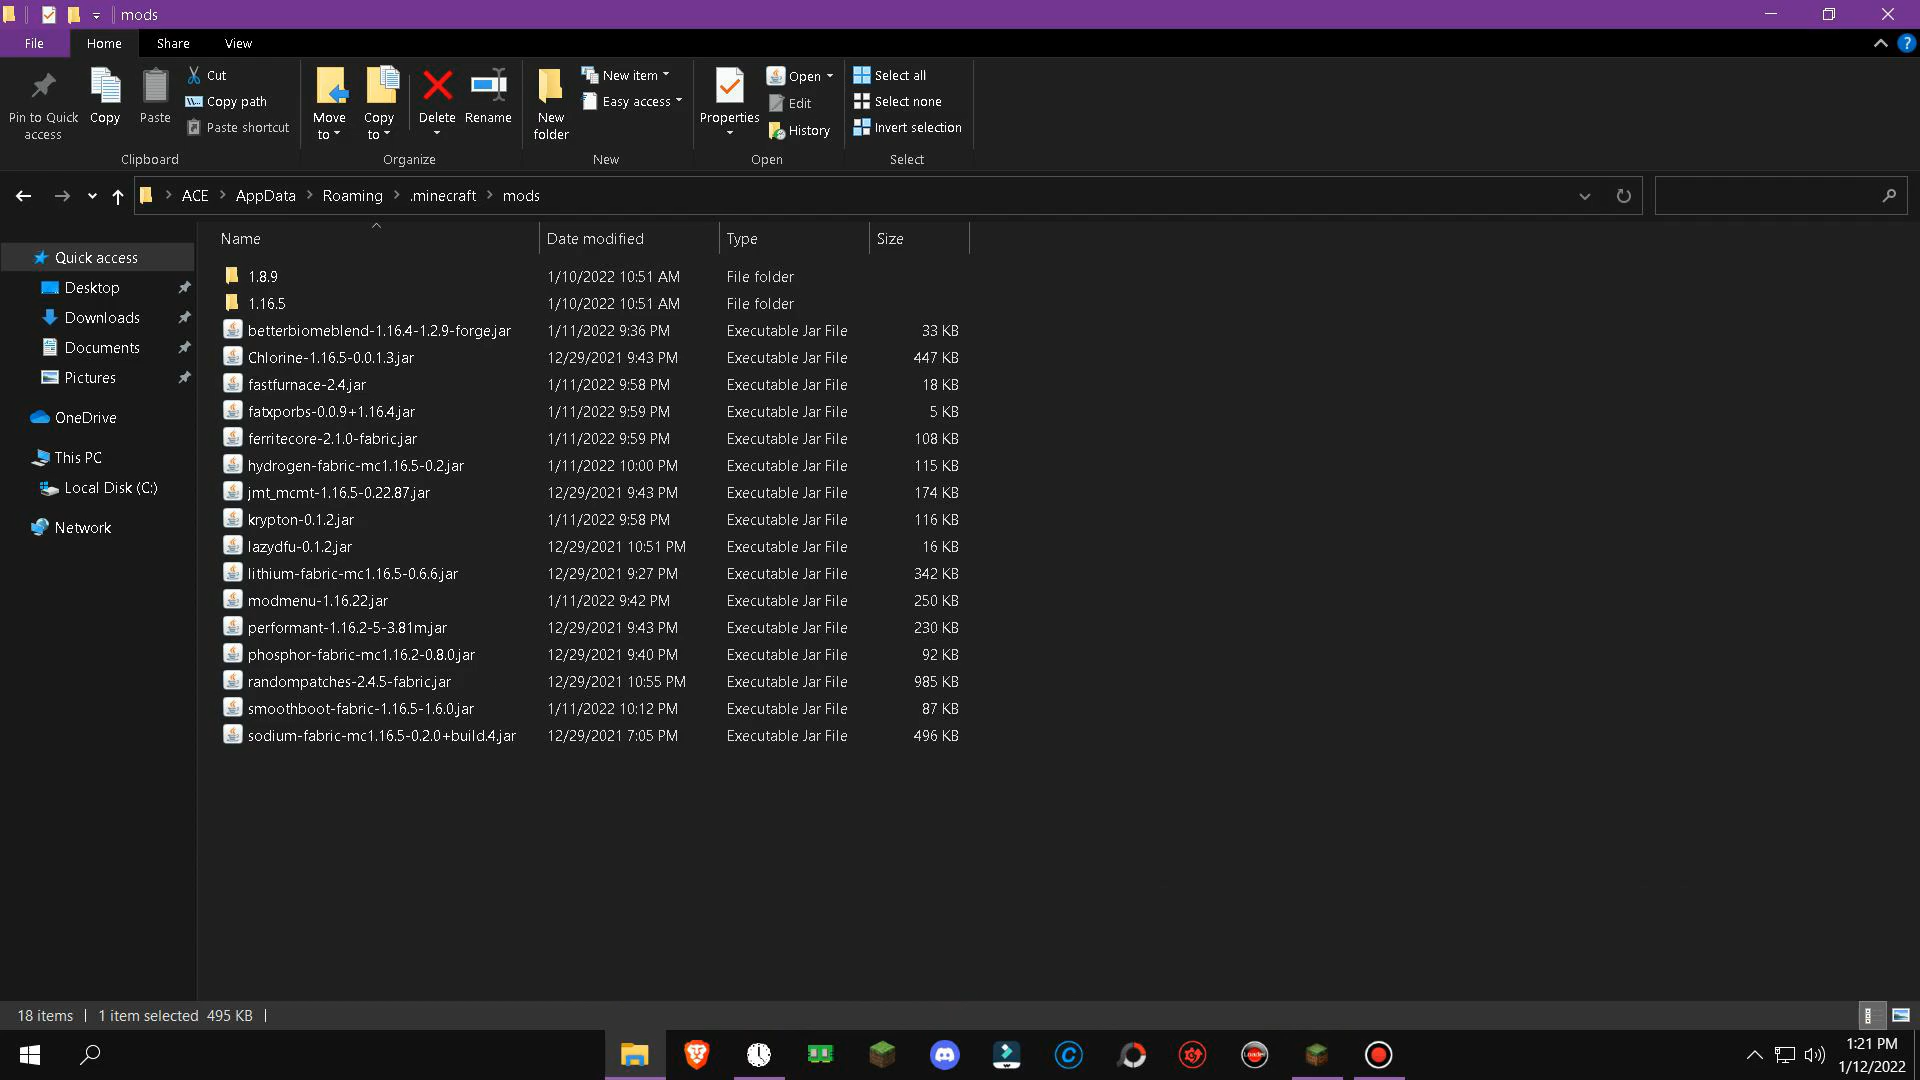 mods
File Home Share View
Pin to Quick access
Copy
Paste
Cut
Copy path
Paste shortcut
Clipboard
Move to
Copy to
Delete
Rename
Organize
New folder
New item
Easy access
New
Properties
Open
Edit
History
Open
Select all
Select none
Invert selection
Select
ACE > AppData > Roaming > .minecraft > mods
Quick access
Desktop
Downloads
Documents
Pictures
OneDrive
This PC
Local Disk (C:)
Network
Name Date modified Type Size
1.8.9 1/10/2022 10:51 AM File folder
1.16.5 1/10/2022 10:51 AM File folder
betterbiomeblend-1.16.4-1.2.9-forge.jar 1/11/2022 9:36 PM Executable Jar File 33 KB
Chlorine-1.16.5-0.0.1.3.jar 12/29/2021 9:43 PM Executable Jar File 447 KB
fastfurnace-2.4.jar 1/11/2022 9:58 PM Executable Jar File 18 KB
fatxporbs-0.0.9+1.16.4.jar 1/11/2022 9:59 PM Executable Jar File 5 KB
ferritecore-2.1.0-fabric.jar 1/11/2022 9:59 PM Executable Jar File 108 KB
hydrogen-fabric-mc1.16.5-0.2.jar 1/11/2022 10:00 PM Executable Jar File 115 KB
jmt_mcmt-1.16.5-0.22.87.jar 12/29/2021 9:43 PM Executable Jar File 174 KB
krypton-0.1.2.jar 1/11/2022 9:58 PM Executable Jar File 116 KB
lazydfu-0.1.2.jar 12/29/2021 10:51 PM Executable Jar File 16 KB
lithium-fabric-mc1.16.5-0.6.6.jar 12/29/2021 9:27 PM Executable Jar File 342 KB
modmenu-1.16.22.jar 1/11/2022 9:42 PM Executable Jar File 250 KB
performant-1.16.2-5-3.81m.jar 12/29/2021 9:43 PM Executable Jar File 230 KB
phosphor-fabric-mc1.16.2-0.8.0.jar 12/29/2021 9:40 PM Executable Jar File 92 KB
randompatches-2.4.5-fabric.jar 12/29/2021 10:55 PM Executable Jar File 985 KB
smoothboot-fabric-1.16.5-1.6.0.jar 1/11/2022 10:12 PM Executable Jar File 87 KB
sodium-fabric-mc1.16.5-0.2.0+build.4.jar 12/29/2021 7:05 PM Executable Jar File 496 KB
18 items | 1 item selected 495 KB |
Loader
1:21 PM
1/12/2022